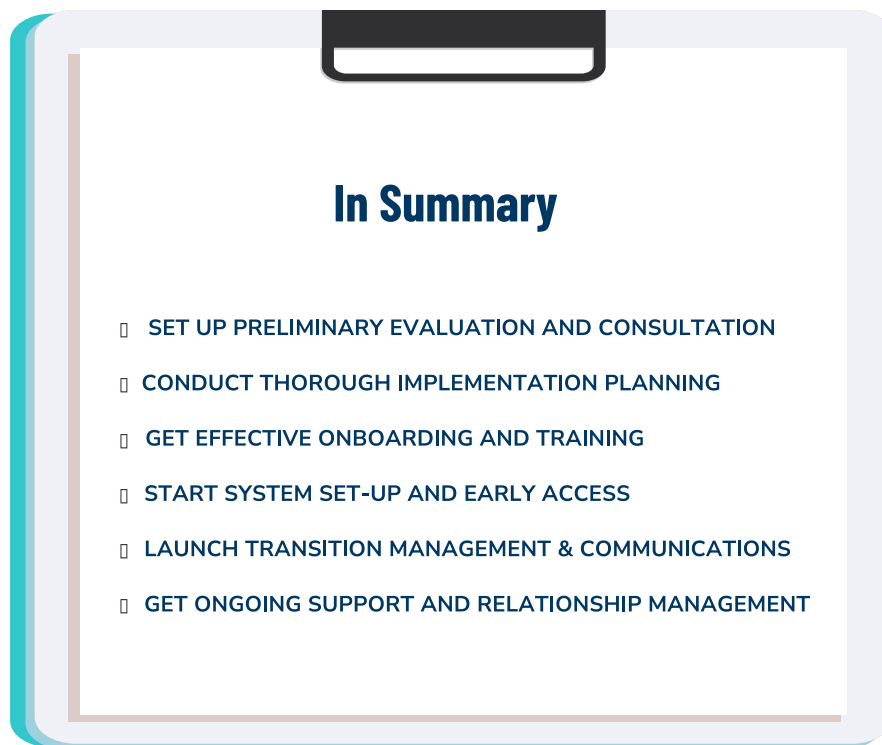 In Summary
▯ SET UP PRELIMINARY EVALUATION AND CONSULTATION
▯ CONDUCT THOROUGH IMPLEMENTATION PLANNING
▯ GET EFFECTIVE ONBOARDING AND TRAINING
▯ START SYSTEM SET-UP AND EARLY ACCESS
▯ LAUNCH TRANSITION MANAGEMENT & COMMUNICATIONS
▯ GET ONGOING SUPPORT AND RELATIONSHIP MANAGEMENT